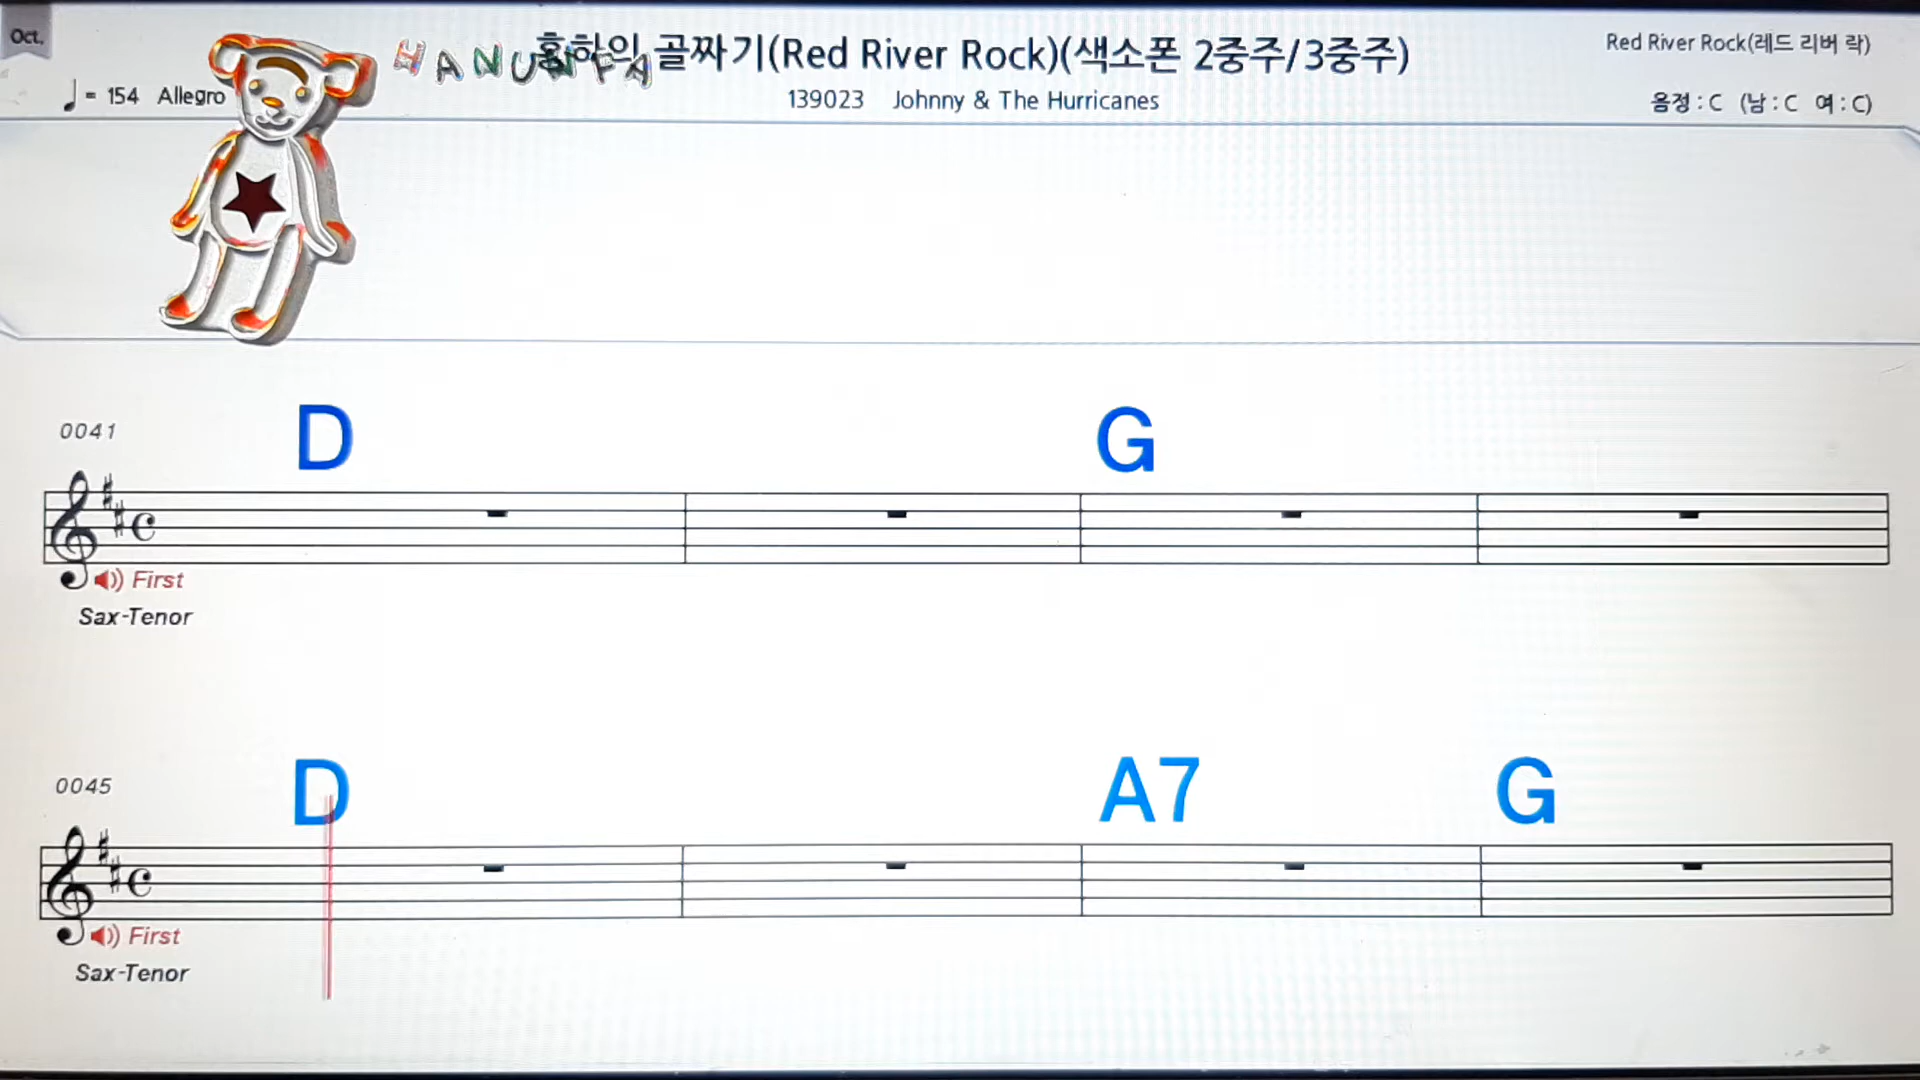 Oct.
홍하의 골짜기(Red River Rock)(색소폰 2중주/3중주)
Red River Rock(레드 리버 락)
HANUNFA
= 154 Allegro
139023 Johnny & The Hurricanes
음정 : C (남 : C 여 : C)
0041
D G
First
Sax-Tenor
0045
D A7 G
First
Sax-Tenor